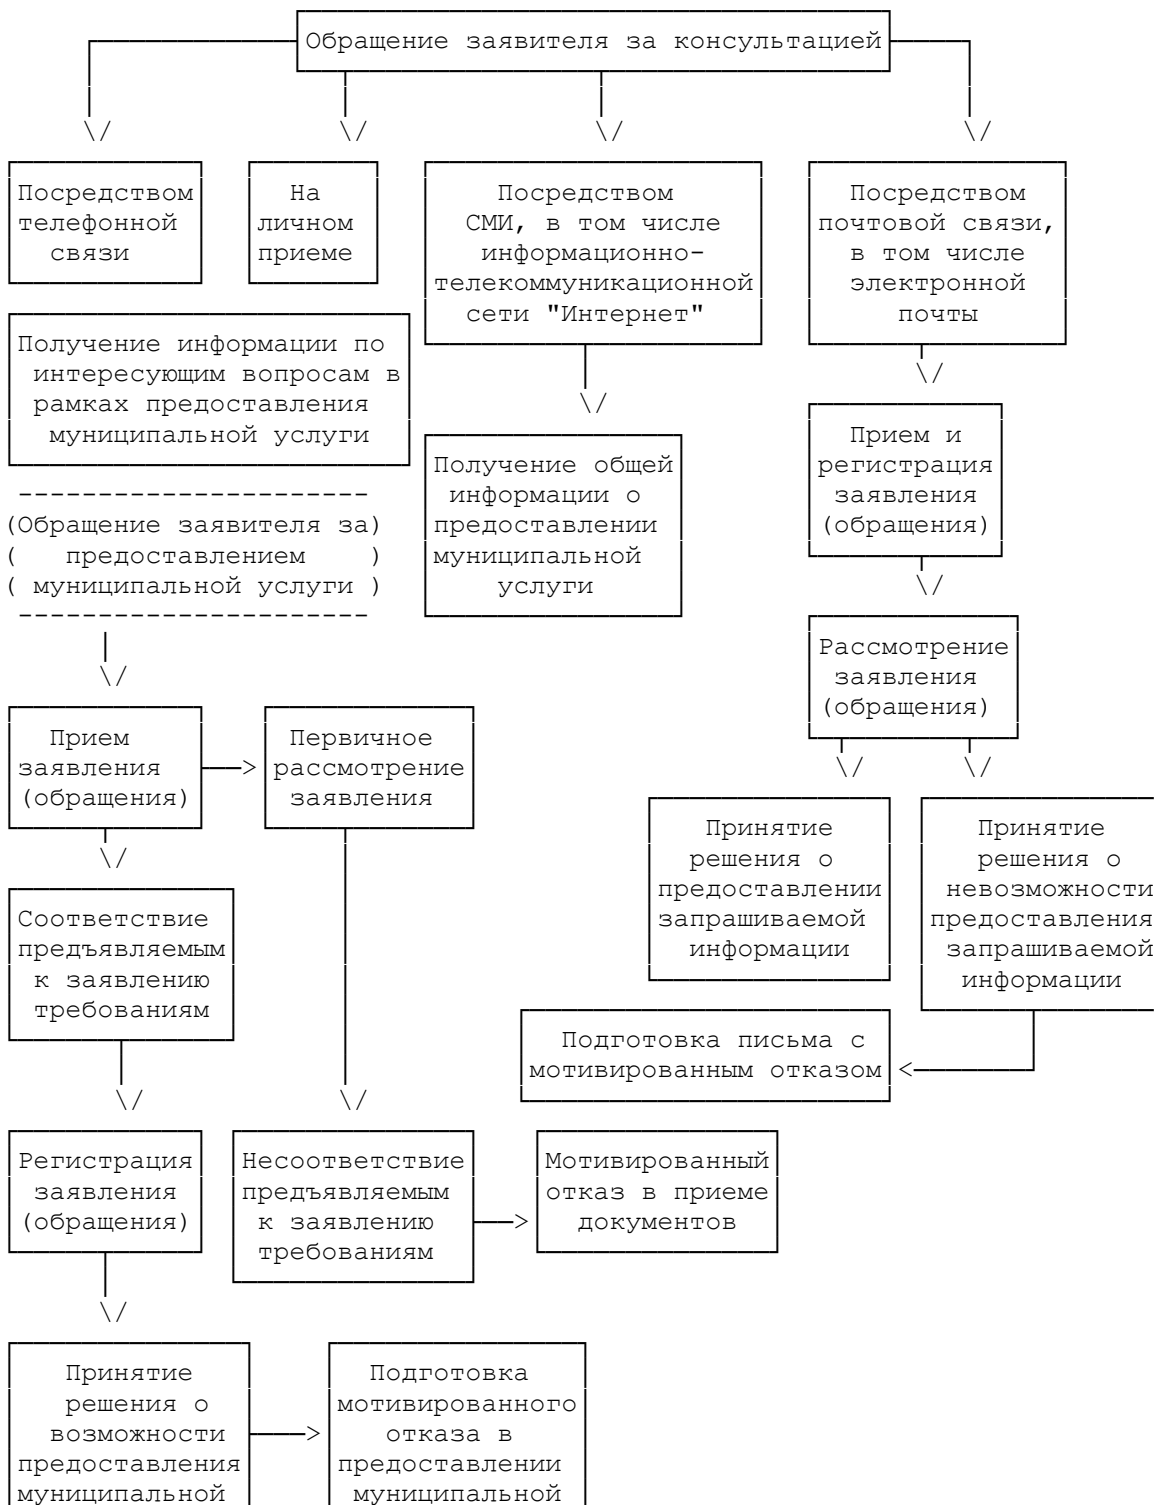 Обращение заявителя за консультацией
Посредством
телефонной
связи
На
личном
приеме
Посредством
СМИ, в том числе
информационно-
телекоммуникационной
сети "Интернет"
Посредством
почтовой связи,
в том числе
электронной
почты
Получение информации по
интересующим вопросам в
рамках предоставления
муниципальной услуги
Получение общей
информации о
предоставлении
муниципальной
услуги
Прием и
регистрация
заявления
(обращения)
(Обращение заявителя за)
( предоставлением )
( муниципальной услуги )
Рассмотрение
заявления
(обращения)
Прием
заявления
(обращения)
Первичное
рассмотрение
заявления
Принятие
решения о
предоставлении
запрашиваемой
информации
Принятие
решения о
невозможности
предоставления
запрашиваемой
информации
Соответствие
предъявляемым
к заявлению
требованиям
Подготовка письма с
мотивированным отказом
Регистрация
заявления
(обращения)
Несоответствие
предъявляемым
к заявлению
требованиям
Мотивированный
отказ в приеме
документов
Принятие
решения о
возможности
предоставления
муниципальной
Подготовка
мотивированного
отказа в
предоставлении
муниципальной